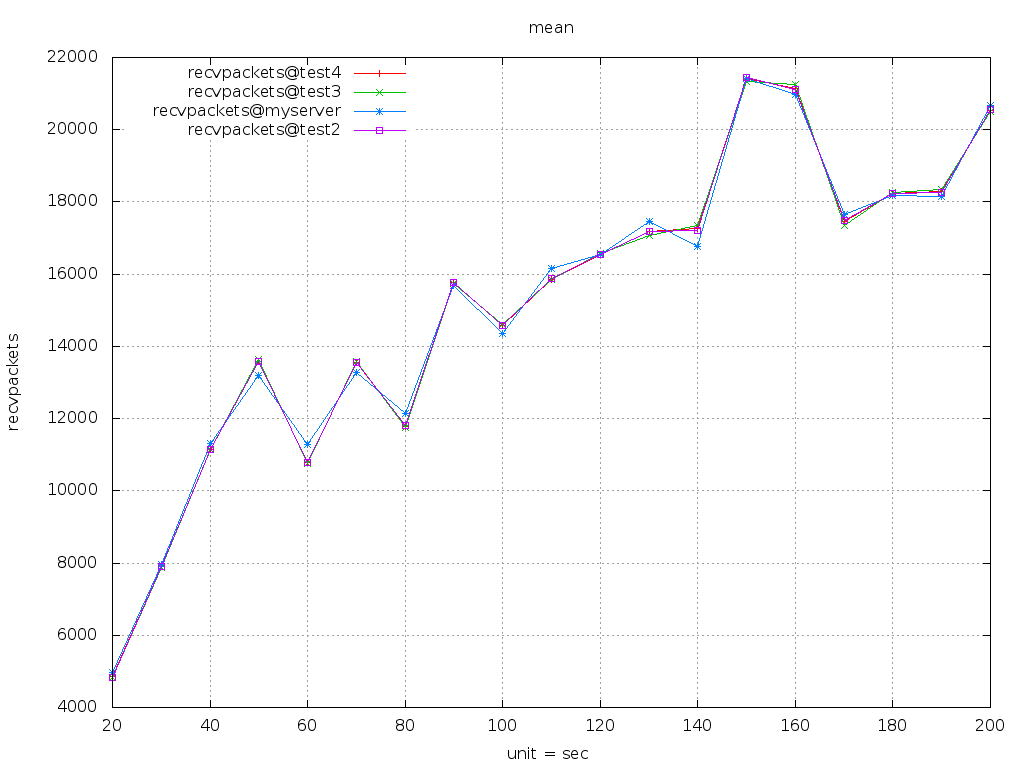 mean
22000
20000
18000
16000
14000
12000
10000
8000
6000
4000
recvpackets@test4
recvpackets@test3
recvpackets@myserver
recvpackets@test2
recvpackets
20 40 60 80 100 120 140 160 180 200
unit = sec